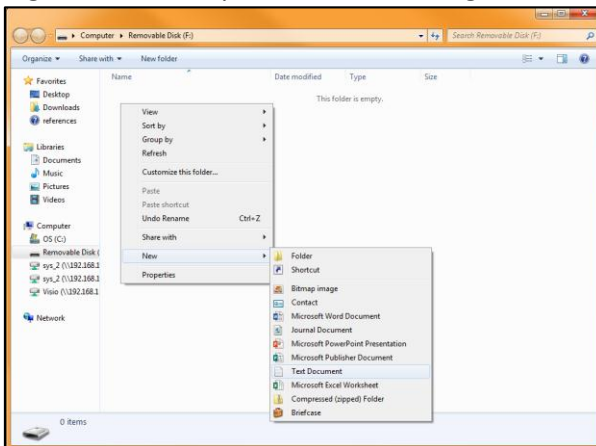 Computer ▸ Removable Disk (F:)
Search Removable Disk (F:)
Organize
Share with
New folder
Favorites
Desktop
Downloads
references
Libraries
Documents
Music
Pictures
Videos
Computer
OS (C:)
Removable Disk (
sys_2 (\\192.168.1
sys_2 (\\192.168.1
Visio (\\192.168.1
Network
Name
Date modified
Type
Size
This folder is empty.
View
Sort by
Group by
Refresh
Customize this folder...
Paste
Paste shortcut
Undo Rename Ctrl+Z
Share with
New
Properties
Folder
Shortcut
Bitmap image
Contact
Microsoft Word Document
Journal Document
Microsoft PowerPoint Presentation
Microsoft Publisher Document
Text Document
Microsoft Excel Worksheet
Compressed (zipped) Folder
Briefcase
0 items